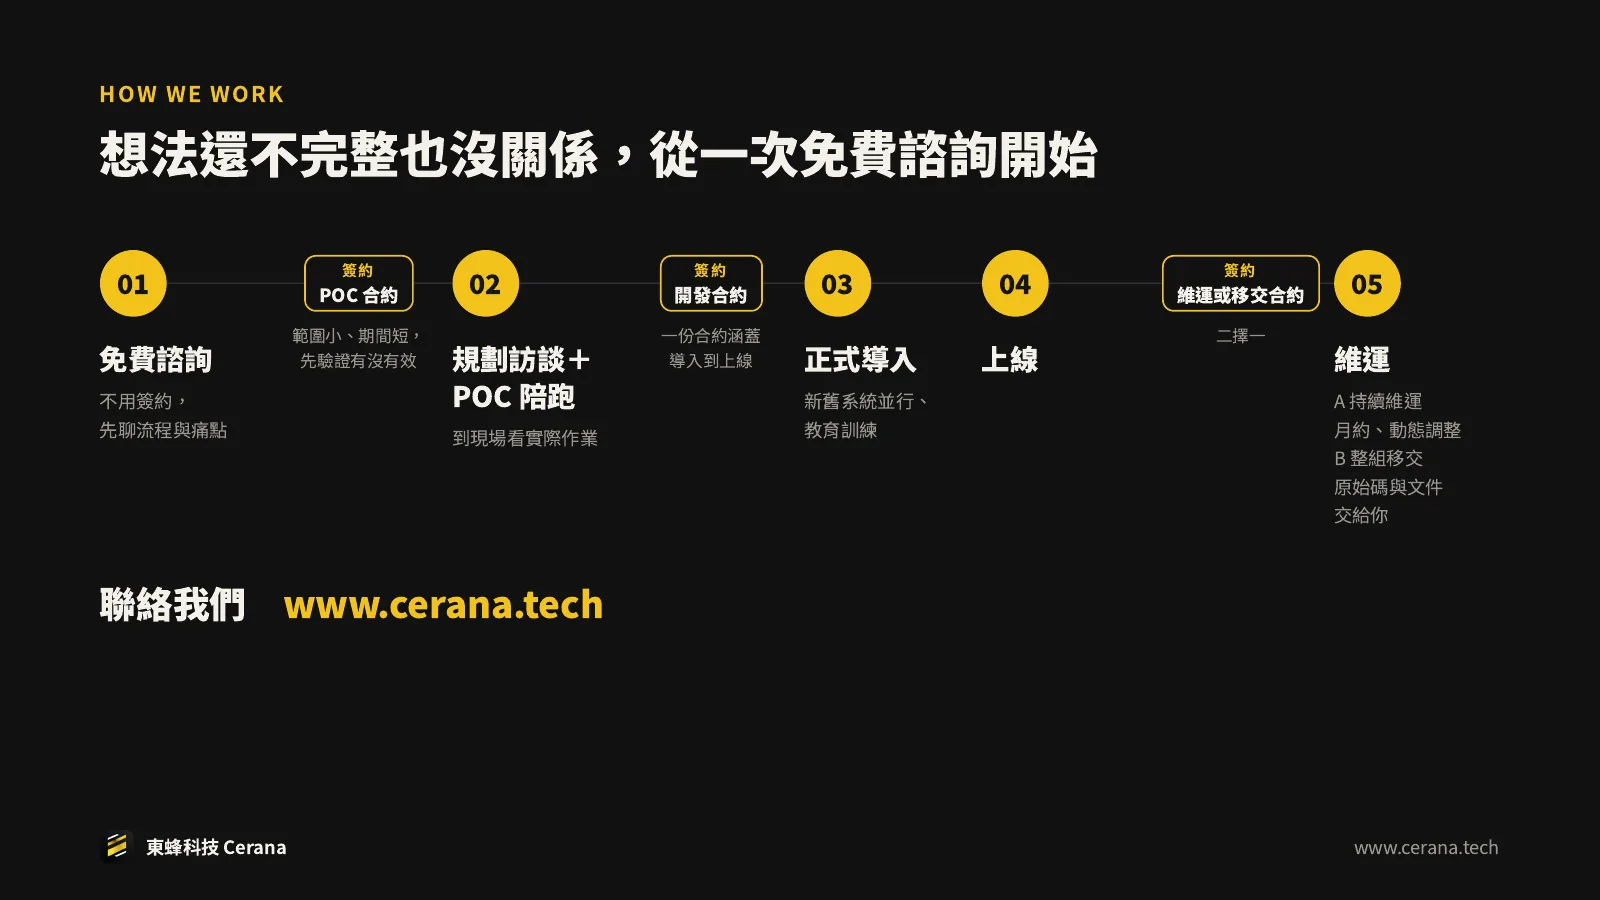 HOW WE WORK
想法還不完整也沒關係，從一次免費諮詢開始
01
免費諮詢
不用簽約，
先聊流程與痛點
簽約
POC 合約
範圍小、期間短，
先驗證有沒有效
02
規劃訪談＋
POC 陪跑
到現場看實際作業
簽約
開發合約
一份合約涵蓋
導入到上線
03
正式導入
新舊系統並行、
教育訓練
04
上線
簽約
維運或移交合約
二擇一
05
維運
A 持續維運
月約、動態調整
B 整組移交
原始碼與文件
交給你
聯絡我們 www.cerana.tech
東蜂科技 Cerana
www.cerana.tech